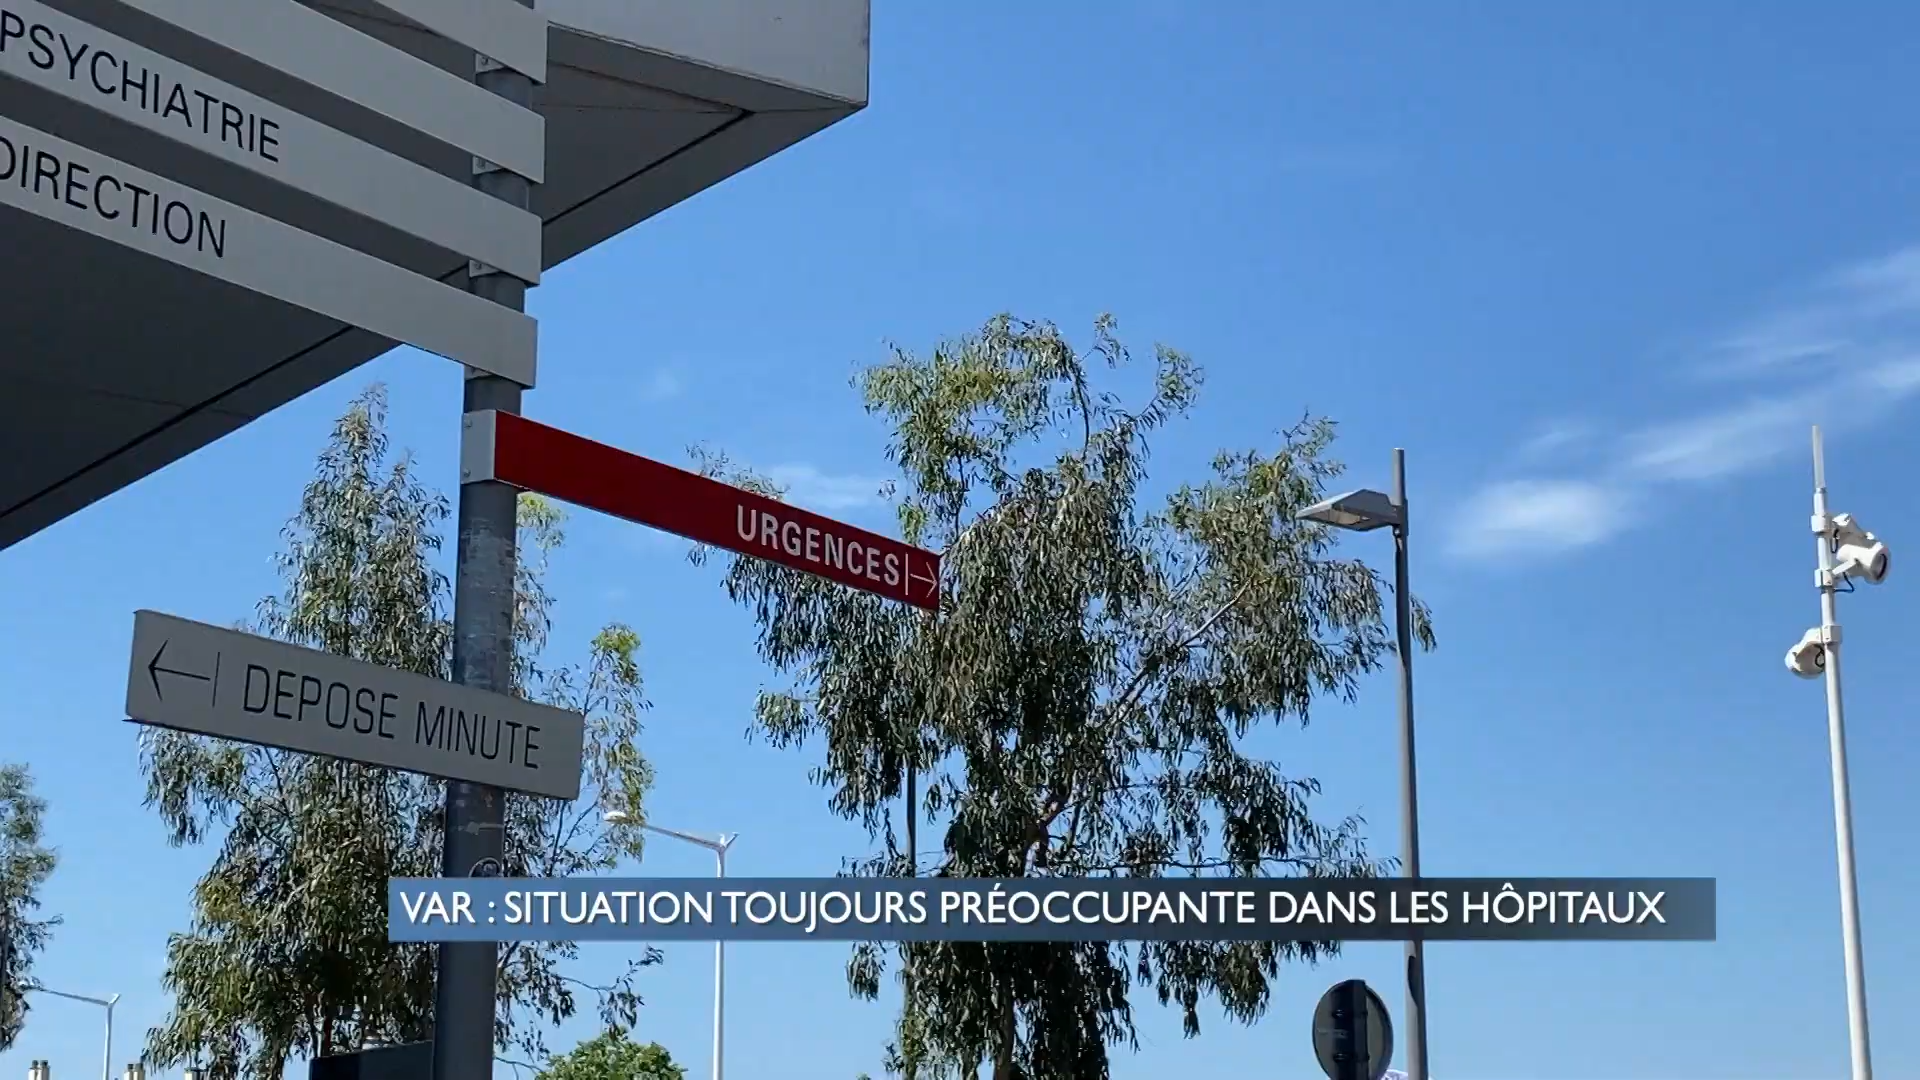 PSYCHIATRIE
DIRECTION
URGENCES
DEPOSE MINUTE
VAR : SITUATION TOUJOURS PRÉOCCUPANTE DANS LES HÔPITAUX